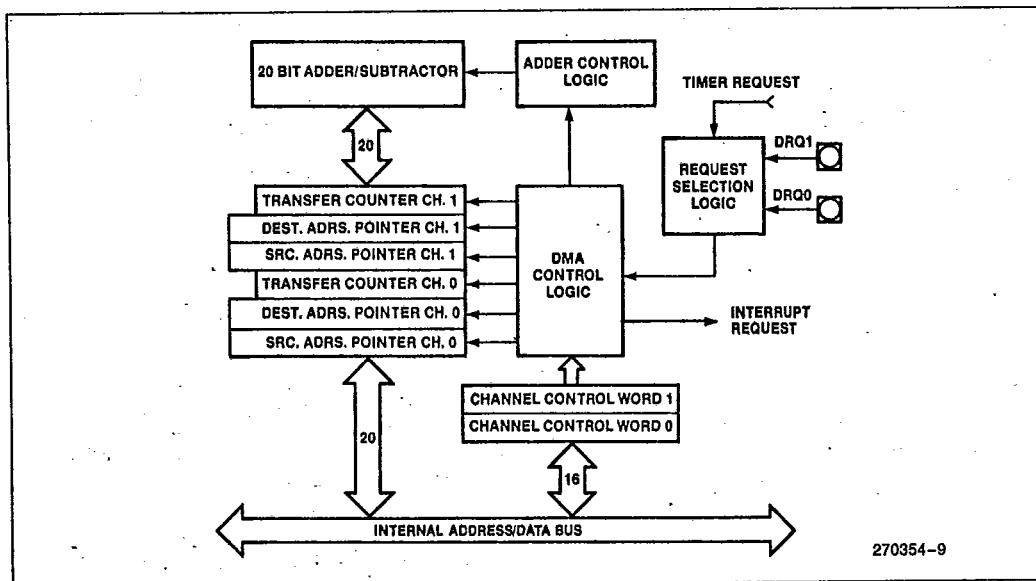 20 BIT ADDER/SUBTRACTOR
ADDER CONTROL
LOGIC
TIMER REQUEST
20
DRQ1
REQUEST
SELECTION
LOGIC
DRQ0
TRANSFER COUNTER CH. 1
DEST. ADRS. POINTER CH. 1
SRC. ADRS. POINTER CH. 1
TRANSFER COUNTER CH. 0
DEST. ADRS. POINTER CH. 0
SRC. ADRS. POINTER CH. 0
DMA
CONTROL
LOGIC
INTERRUPT
REQUEST
CHANNEL CONTROL WORD 1
CHANNEL CONTROL WORD 0
20
16
INTERNAL ADDRESS/DATA BUS
270354-9